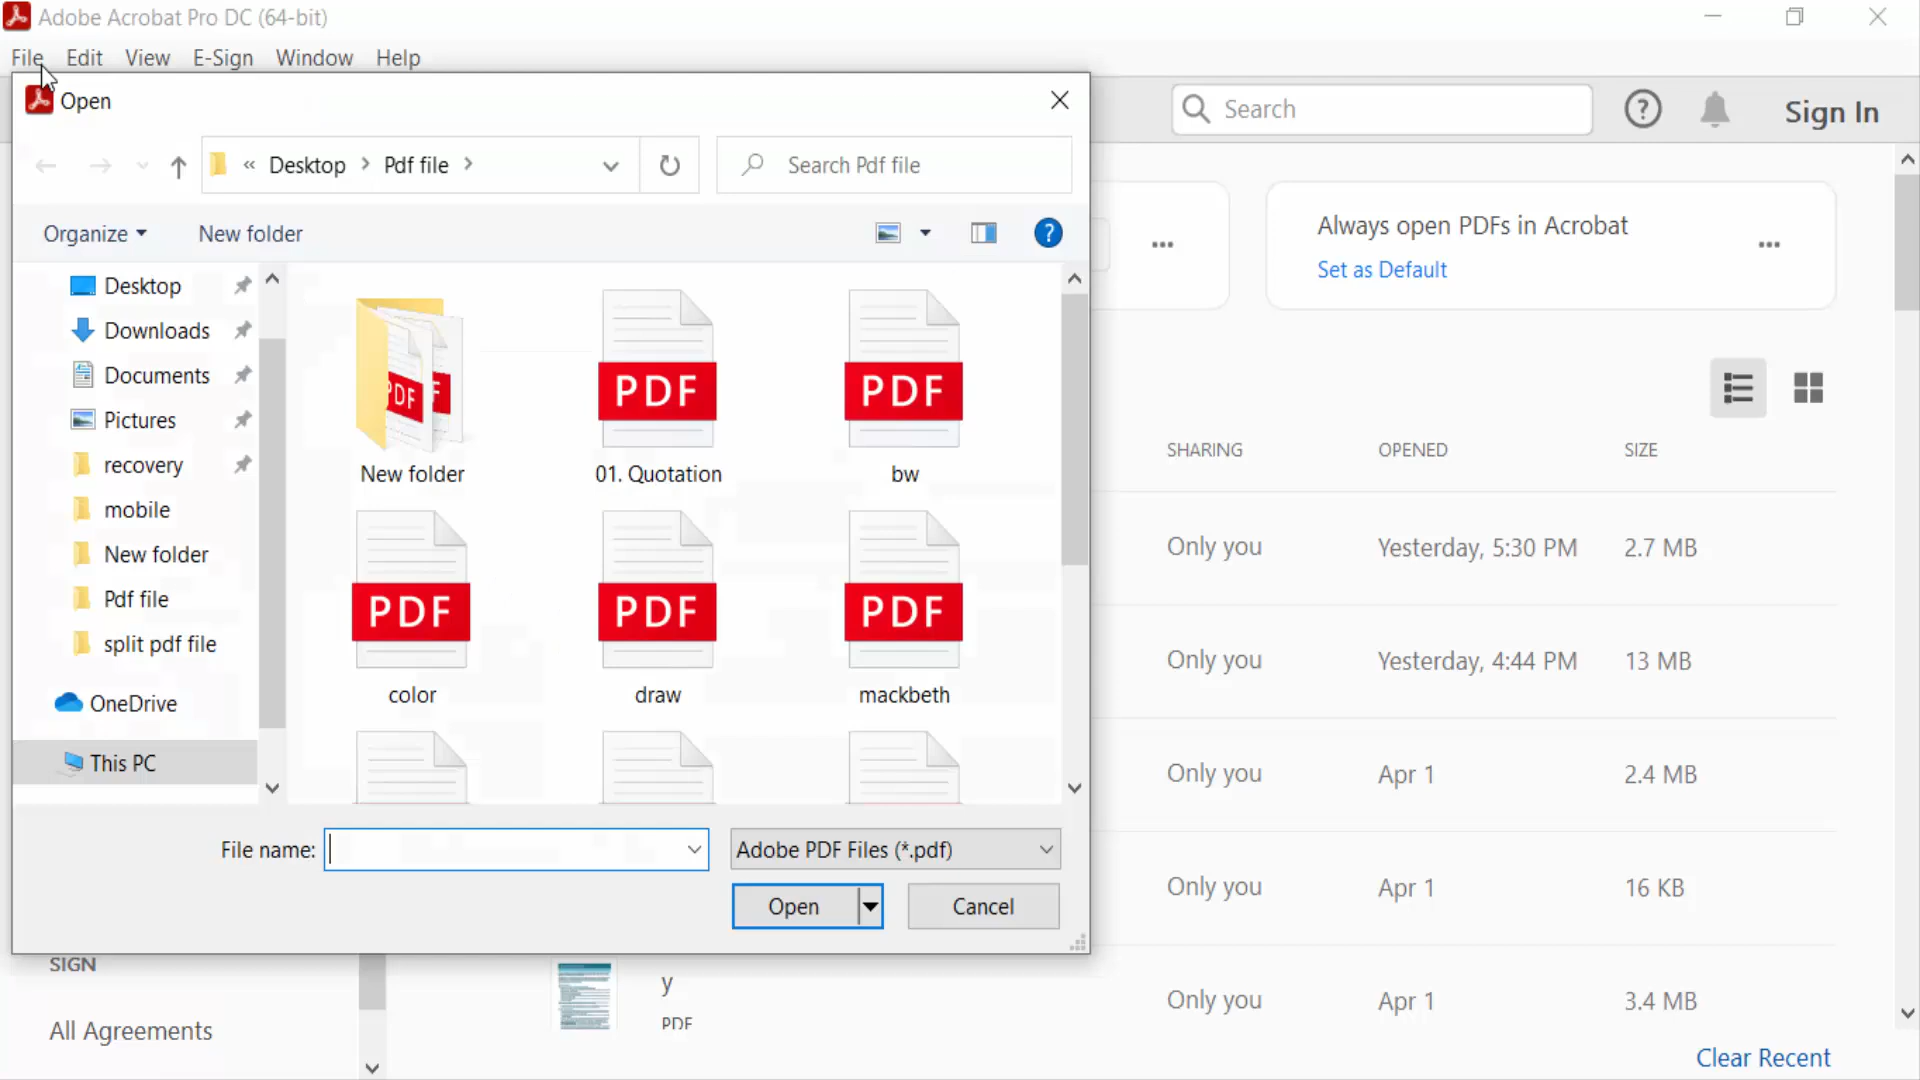 Adobe Acrobat Pro DC (64-bit)
File Edit View E-Sign Window Help
Open
« Desktop > Pdf file >
Search Pdf file
Organize
New folder
Desktop
Downloads
Documents
Pictures
recovery
mobile
New folder
Pdf file
split pdf file
OneDrive
This PC
PDF
PDF
New folder
01. Quotation
bw
PDF
PDF
PDF
color
draw
mackbeth
File name:
Adobe PDF Files (*.pdf)
Open
Cancel
Search
Sign In
Always open PDFs in Acrobat
Set as Default
SHARING OPENED SIZE
Only you Yesterday, 5:30 PM 2.7 MB
Only you Yesterday, 4:44 PM 13 MB
Only you Apr 1 2.4 MB
Only you Apr 1 16 KB
Only you Apr 1 3.4 MB
SIGN
All Agreements
y
PDF
Clear Recent